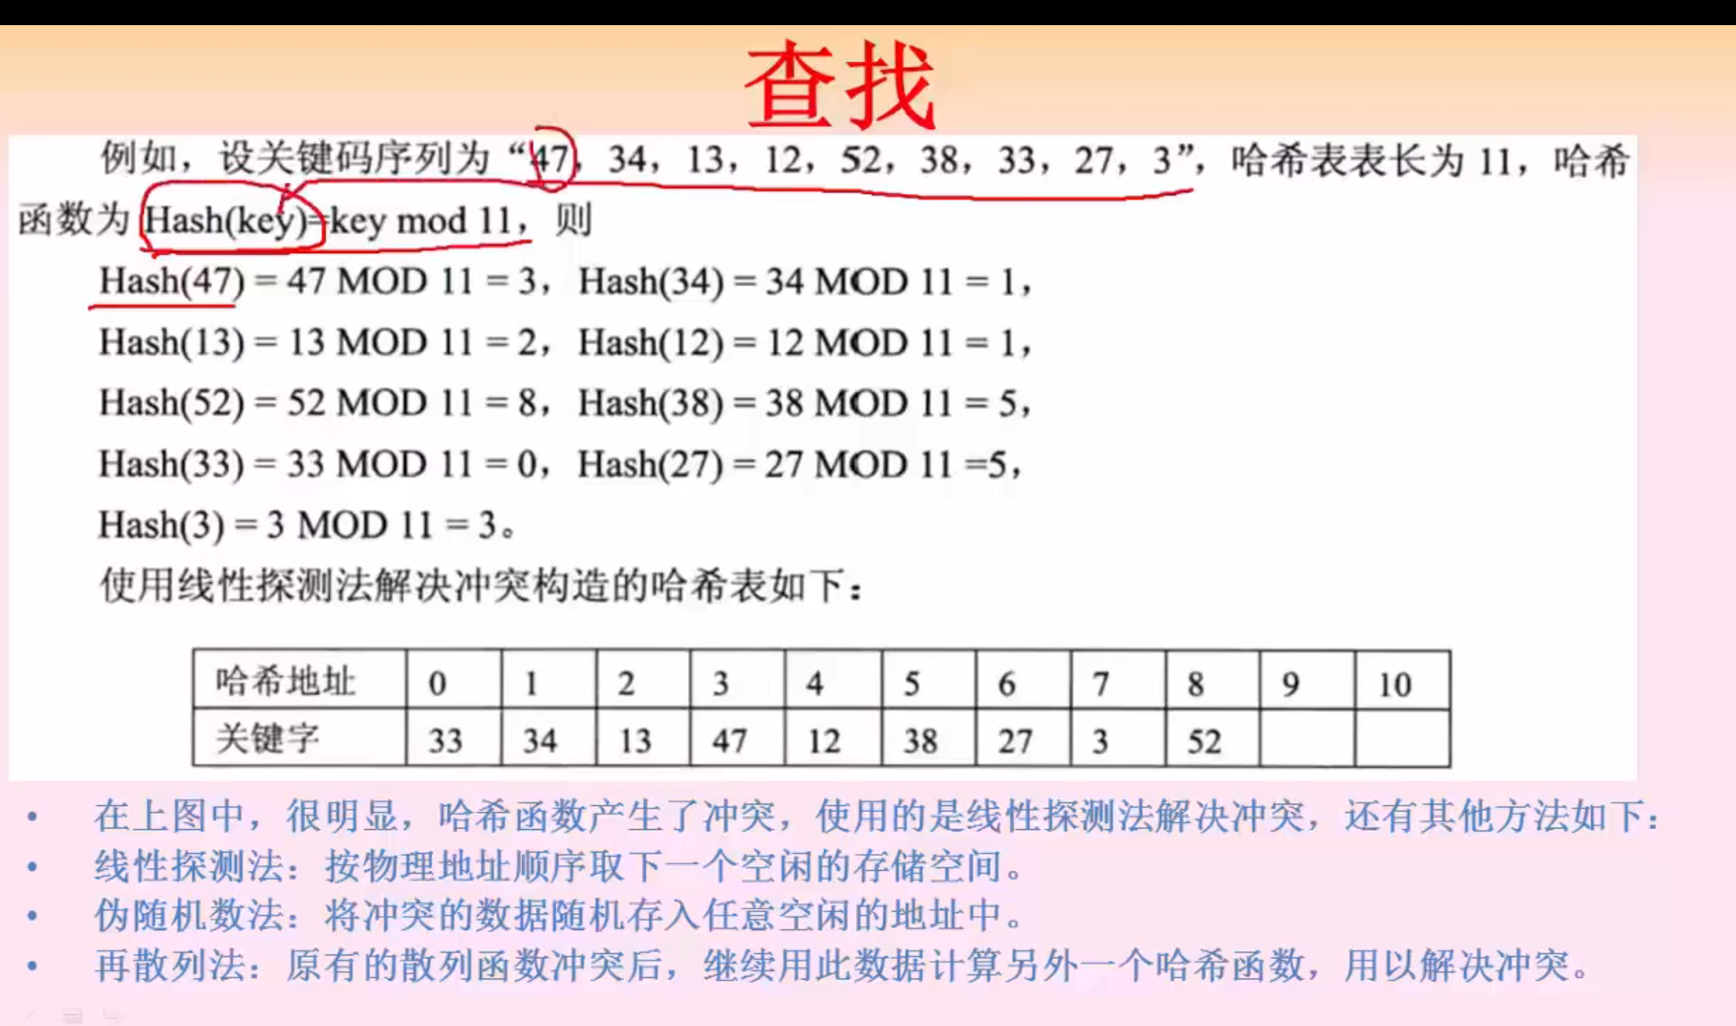 查找
例如，设关键码序列为“47，34，13，12，52，38，33，27，3”，哈希表表长为 11，哈希
函数为 Hash(key)=key mod 11，则
Hash(47) = 47 MOD 11 = 3，Hash(34) = 34 MOD 11 = 1，
Hash(13) = 13 MOD 11 = 2，Hash(12) = 12 MOD 11 = 1，
Hash(52) = 52 MOD 11 = 8，Hash(38) = 38 MOD 11 = 5，
Hash(33) = 33 MOD 11 = 0，Hash(27) = 27 MOD 11 =5，
Hash(3) = 3 MOD 11 = 3。
使用线性探测法解决冲突构造的哈希表如下：
哈希地址 0 1 2 3 4 5 6 7 8 9 10
关键字 33 34 13 47 12 38 27 3 52
• 在上图中，很明显，哈希函数产生了冲突，使用的是线性探测法解决冲突，还有其他方法如下：
• 线性探测法：按物理地址顺序取下一个空闲的存储空间。
• 伪随机数法：将冲突的数据随机存入任意空闲的地址中。
• 再散列法：原有的散列函数冲突后，继续用此数据计算另外一个哈希函数，用以解决冲突。